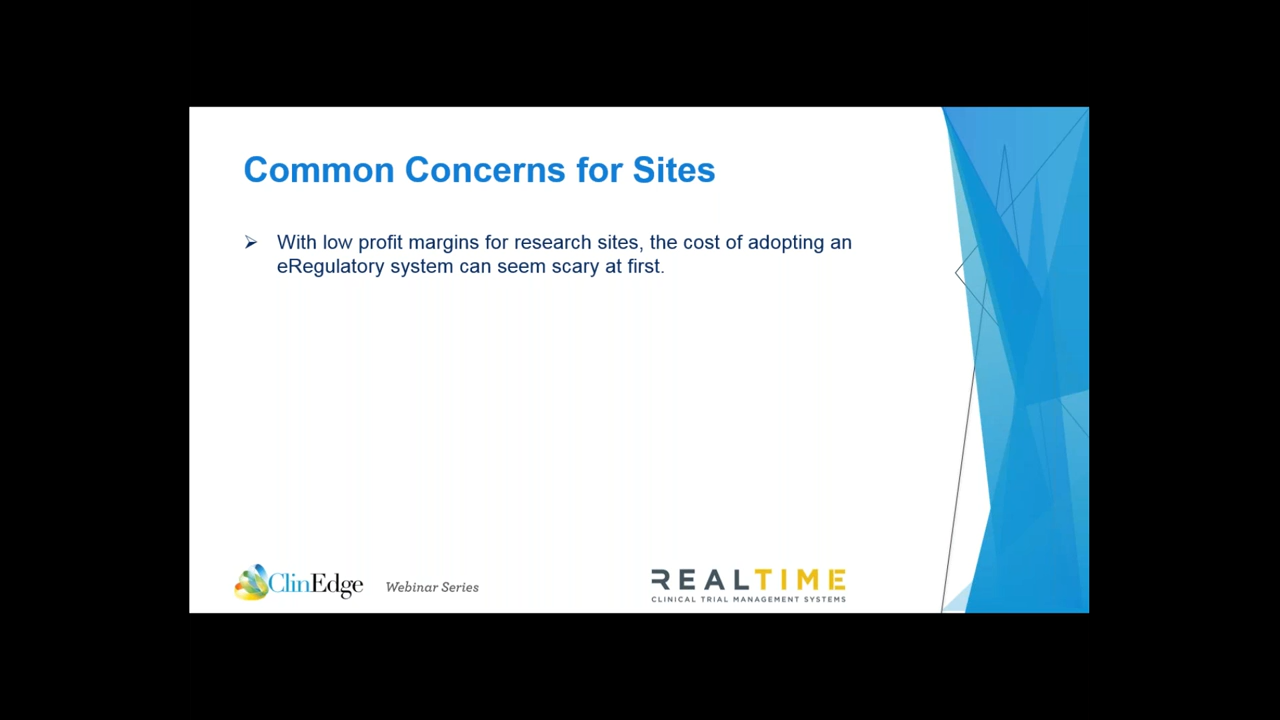 Common Concerns for Sites
➢ With low profit margins for research sites, the cost of adopting an
eRegulatory system can seem scary at first.
ClinEdge Webinar Series
REALTIME
CLINICAL TRIAL MANAGEMENT SYSTEMS